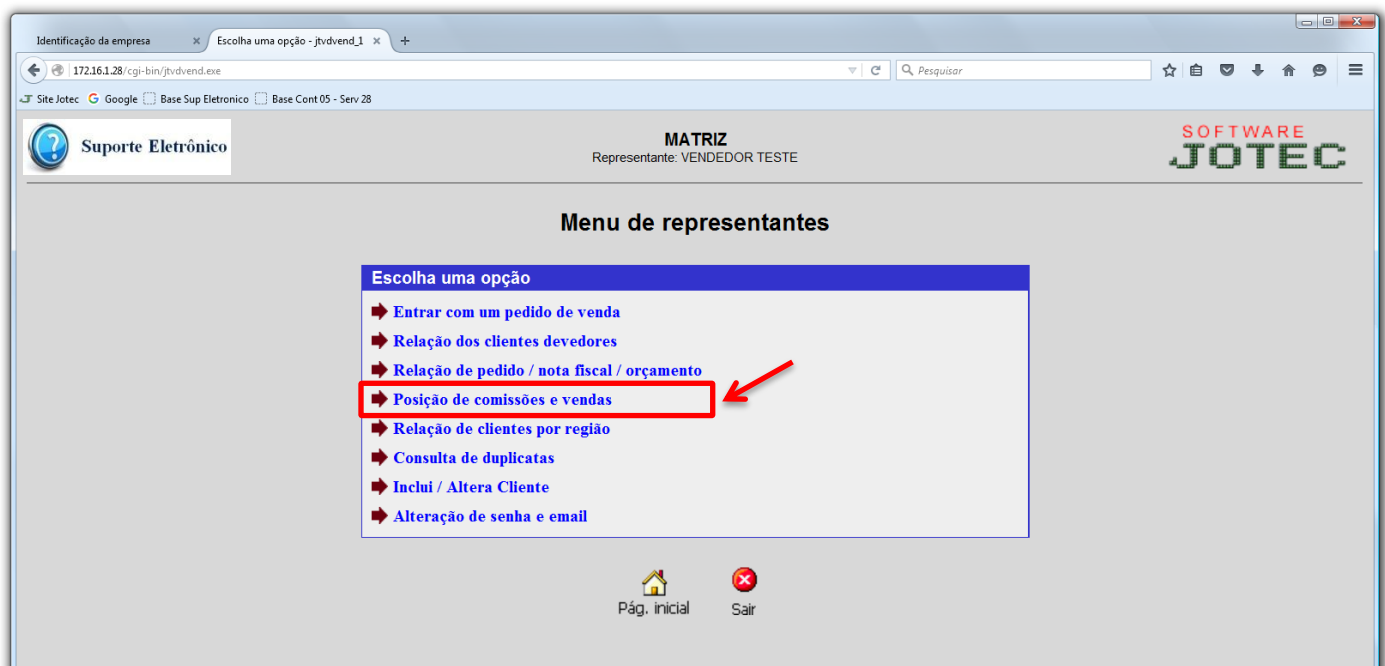 Identificação da empresa
Escolha uma opção - jtvdvend_1
172.16.1.28/cgi-bin/jtvdvend.exe
Pesquisar
Site Jotec
Google
Base Sup Eletronico
Base Cont 05 - Serv 28
Suporte Eletrônico
MATRIZ
Representante: VENDEDOR TESTE
SOFTWARE
JOTEC
Menu de representantes
Escolha uma opção
Entrar com um pedido de venda
Relação dos clientes devedores
Relação de pedido / nota fiscal / orçamento
Posição de comissões e vendas
Relação de clientes por região
Consulta de duplicatas
Inclui / Altera Cliente
Alteração de senha e email
Pág. inicial
Sair